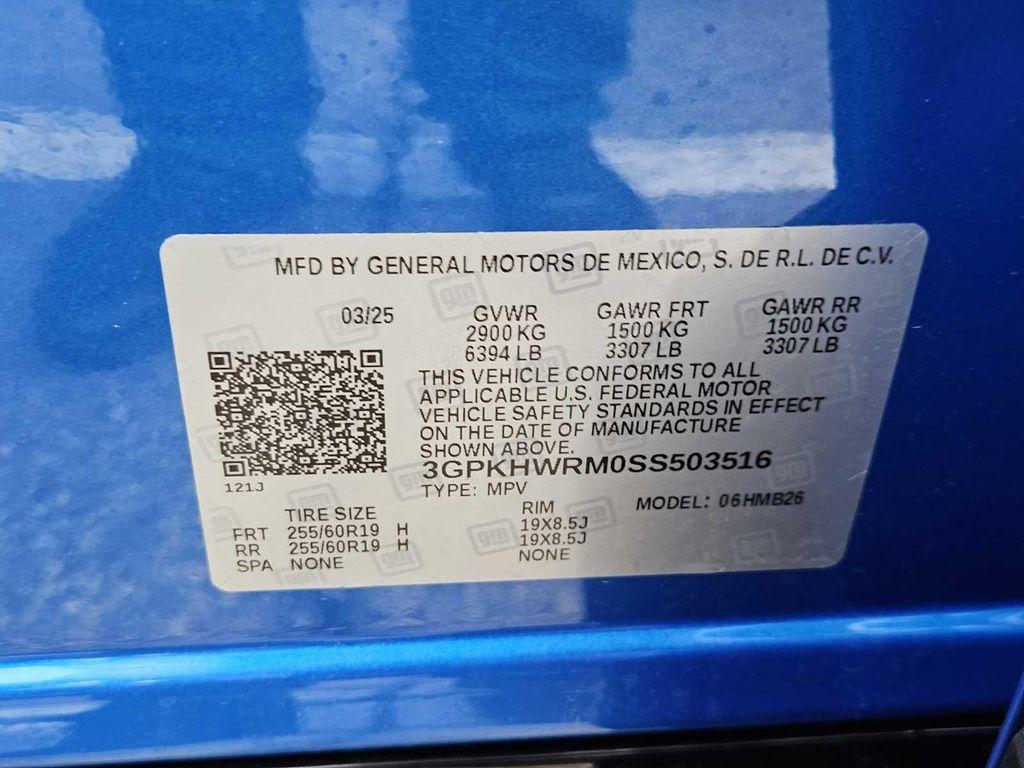 MFD BY GENERAL MOTORS DE MEXICO, S. DE R.L. DE C.V.
03/25 GVWR GAWR FRT GAWR RR
2900 KG 1500 KG 1500 KG
6394 LB 3307 LB 3307 LB
THIS VEHICLE CONFORMS TO ALL
APPLICABLE U.S. FEDERAL MOTOR
VEHICLE SAFETY STANDARDS IN EFFECT
ON THE DATE OF MANUFACTURE
SHOWN ABOVE.
3GPKHWRM0SS503516
121J
TYPE: MPV MODEL: 06HMB26
TIRE SIZE RIM
FRT 255/60R19 H 19X8.5J
RR 255/60R19 H 19X8.5J
SPA NONE NONE